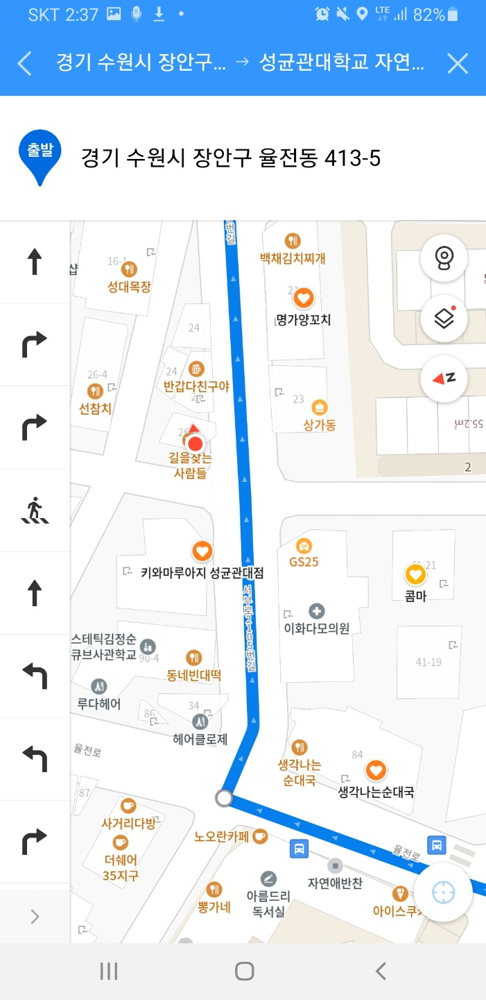 SKT 2:37
LTE 82%
경기 수원시 장안구... → 성균관대학교 자연...
출발
경기 수원시 장안구 율전동 413-5
번길
백채김치찌개
16-1
샵
성대목장
명가양꼬치
24
24
반갑다친구야
26-4
선참치
23
상가동
55.2m²
길을찾는
사람들
2
N
GS25
키와마루아지 성균관대점
콤마
서부로2105번길
이화다모의원
스테틱김정순
큐브사관학교
90-4
동네빈대떡
41-19
루다헤어
86
34
헤어클로제
율전로
생각나는
순대국
84
생각나는순대국
87
사거리다방
노오란카페
더쉐어
35지구
율전로
자연애반찬
뽕가네
아름드리
독서실